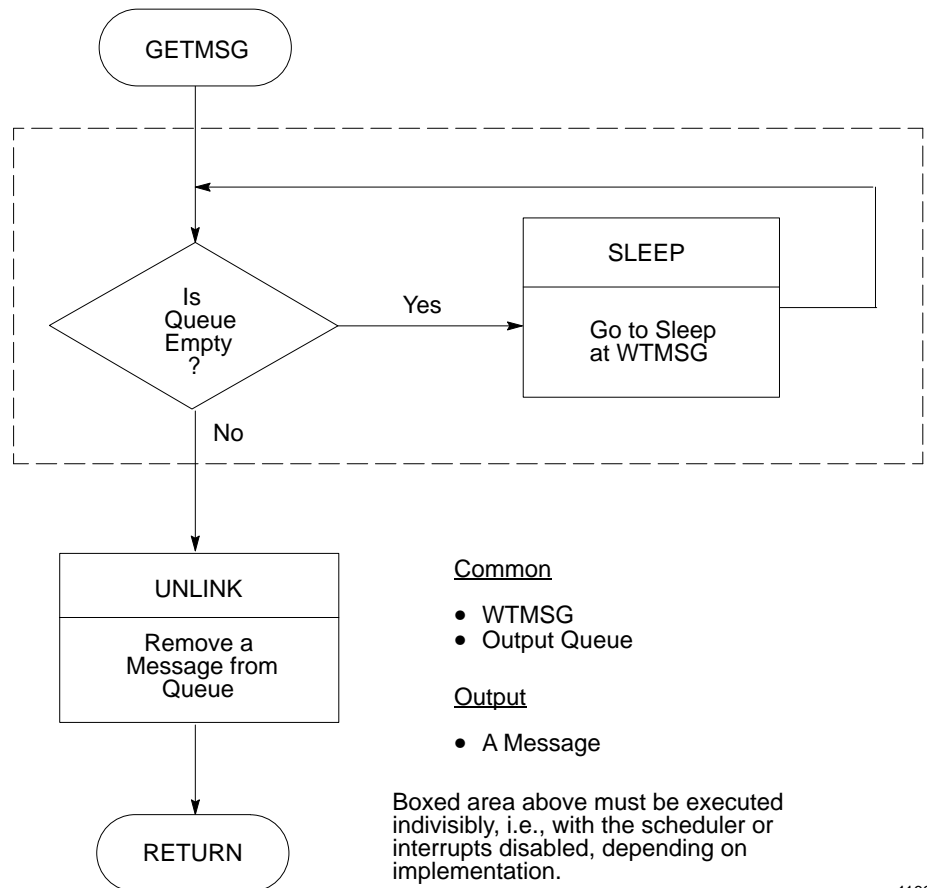 GETMSG
Is
Queue
Empty
?
Yes
SLEEP
Go to Sleep
at WTMSG
No
UNLINK
Remove a
Message from
Queue
RETURN
Common
• WTMSG
• Output Queue
Output
• A Message
Boxed area above must be executed
indivisibly, i.e., with the scheduler or
interrupts disabled, depending on
implementation.